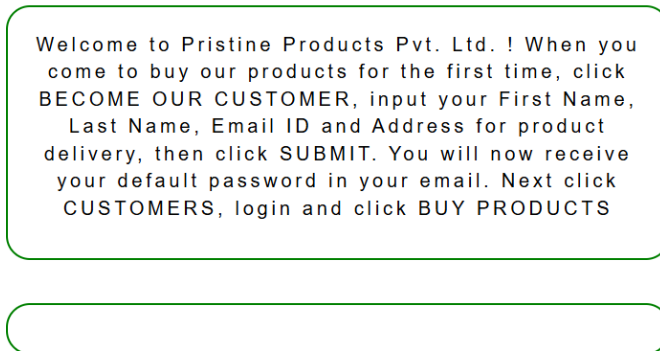 Welcome to Pristine Products Pvt. Ltd. ! When you
come to buy our products for the first time, click
BECOME OUR CUSTOMER, input your First Name,
Last Name, Email ID and Address for product
delivery, then click SUBMIT. You will now receive
your default password in your email. Next click
CUSTOMERS, login and click BUY PRODUCTS